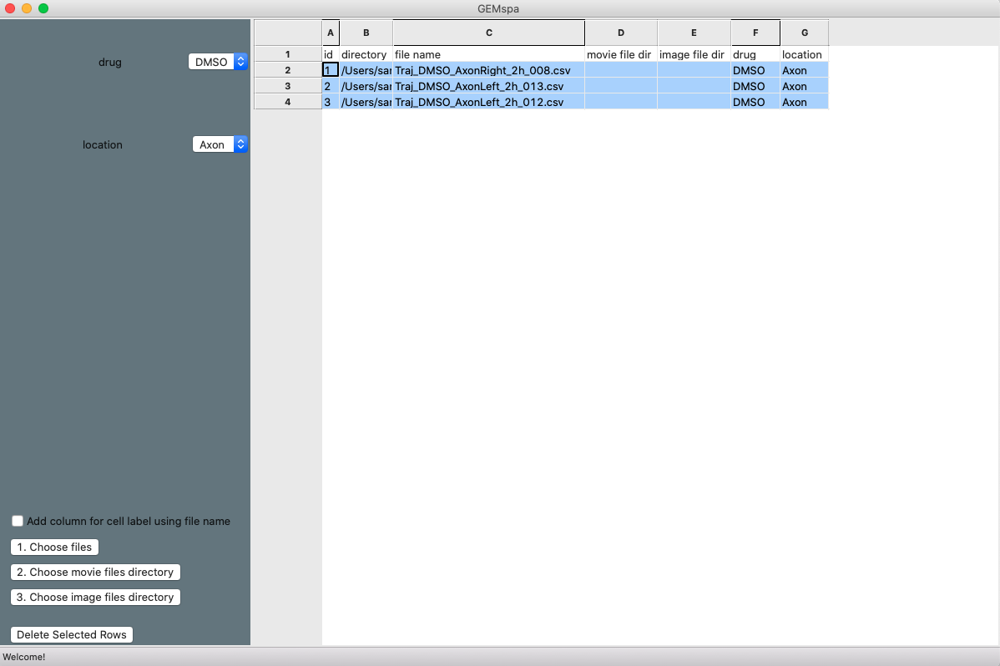 GEMspa
A B C D E F G
drug DMSO
location Axon
1 id directory file name movie file dir image file dir drug location
2 1 /Users/sar Traj_DMSO_AxonRight_2h_008.csv DMSO Axon
3 2 /Users/sar Traj_DMSO_AxonLeft_2h_013.csv DMSO Axon
4 3 /Users/sar Traj_DMSO_AxonLeft_2h_012.csv DMSO Axon
Add column for cell label using file name
1. Choose files
2. Choose movie files directory
3. Choose image files directory
Delete Selected Rows
Welcome!